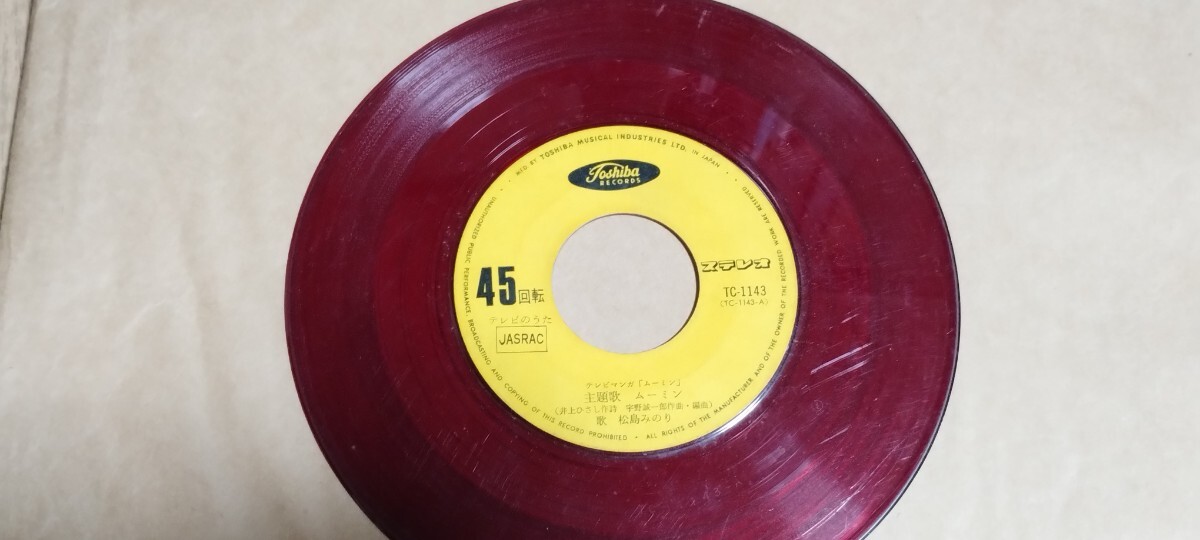 MFD. BY TOSHIBA MUSICAL INDUSTRIES LTD. IN JAPAN
Toshiba
RECORDS
ステレオ
45回転
TC-1143
(TC-1143-A)
テレビのうた
JASRAC
テレビマンガ「ムーミン」
主題歌 ムーミン
(井上ひさし作詩 宇野誠一郎作曲・編曲)
歌 松島みのり
UNAUTHORIZED PUBLIC PERFORMANCE, BROADCASTING AND COPYING OF THIS RECORD PROHIBITED • ALL RIGHTS OF THE MANUFACTURER AND OF THE OWNER OF THE RECORDED WORK ARE RESERVED